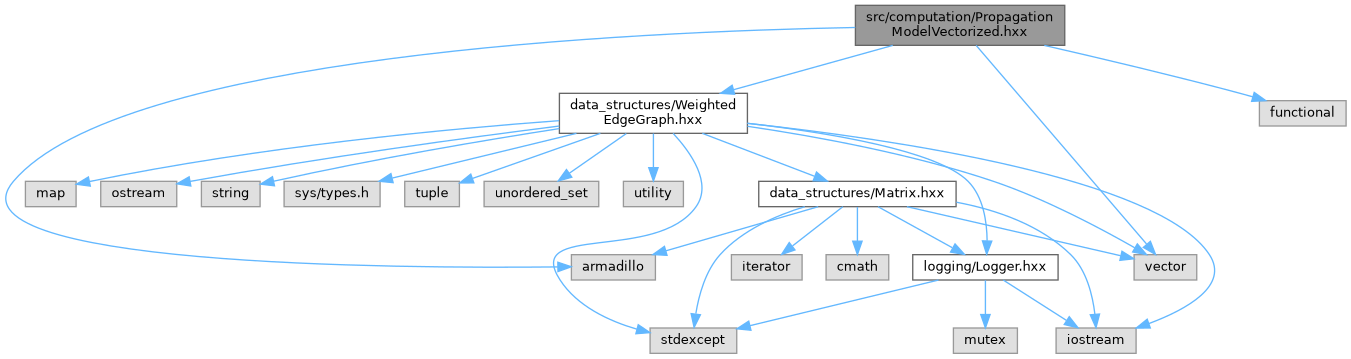 src/computation/Propagation
ModelVectorized.hxx
data_structures/Weighted
EdgeGraph.hxx
functional
map
ostream
string
sys/types.h
tuple
unordered_set
utility
data_structures/Matrix.hxx
armadillo
iterator
cmath
logging/Logger.hxx
vector
stdexcept
mutex
iostream